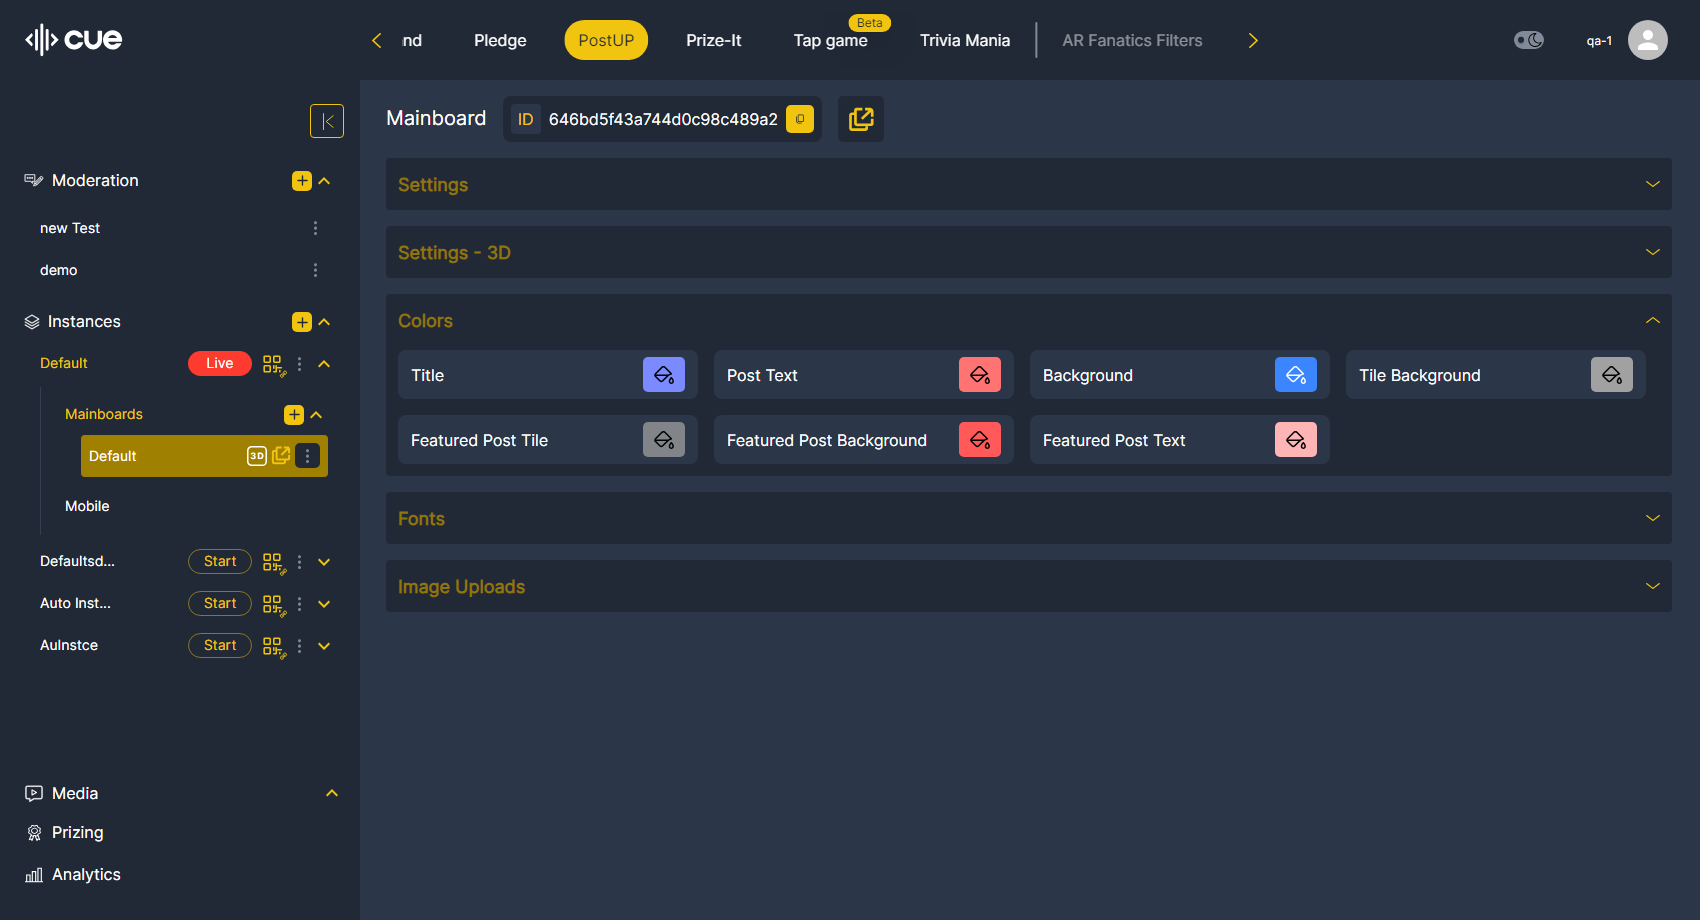 cue
nd
Pledge
PostUP
Prize-It
Tap game
Beta
Trivia Mania
AR Fanatics Filters
qa-1
Moderation
new Test
demo
Instances
Default
Live
Mainboards
Default
3D
Mobile
Defaultsd...
Start
Auto Inst...
Start
AuInstce
Start
Media
Prizing
Analytics
Mainboard
ID 646bd5f43a744d0c98c489a2
Settings
Settings - 3D
Colors
Title
Post Text
Background
Tile Background
Featured Post Tile
Featured Post Background
Featured Post Text
Fonts
Image Uploads